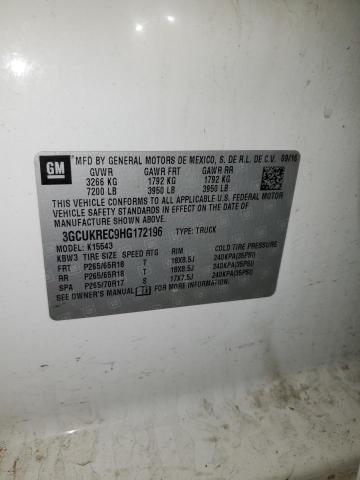 GM
MFD BY GENERAL MOTORS DE MEXICO, S. DE R.L. DE C.V. 09/16
GVWR GAWR FRT GAWR RR
3266 KG 1792 KG 1792 KG
7200 LB 3950 LB 3950 LB
THIS VEHICLE CONFORMS TO ALL APPLICABLE U.S. FEDERAL MOTOR
VEHICLE SAFETY STANDARDS IN EFFECT ON THE DATE OF
MANUFACTURE SHOWN ABOVE.
3GCUKREC9HG172196 TYPE: TRUCK
MODEL: K15543
KBW3 TIRE SIZE SPEED RTG RIM COLD TIRE PRESSURE
FRT P265/65R18 T 18X8.5J 240KPA(35PSI)
RR P265/65R18 T 18X8.5J 240KPA(35PSI)
SPA P265/70R17 S 17X7.5J 240KPA(35PSI)
SEE OWNER'S MANUAL FOR MORE INFORMATION.